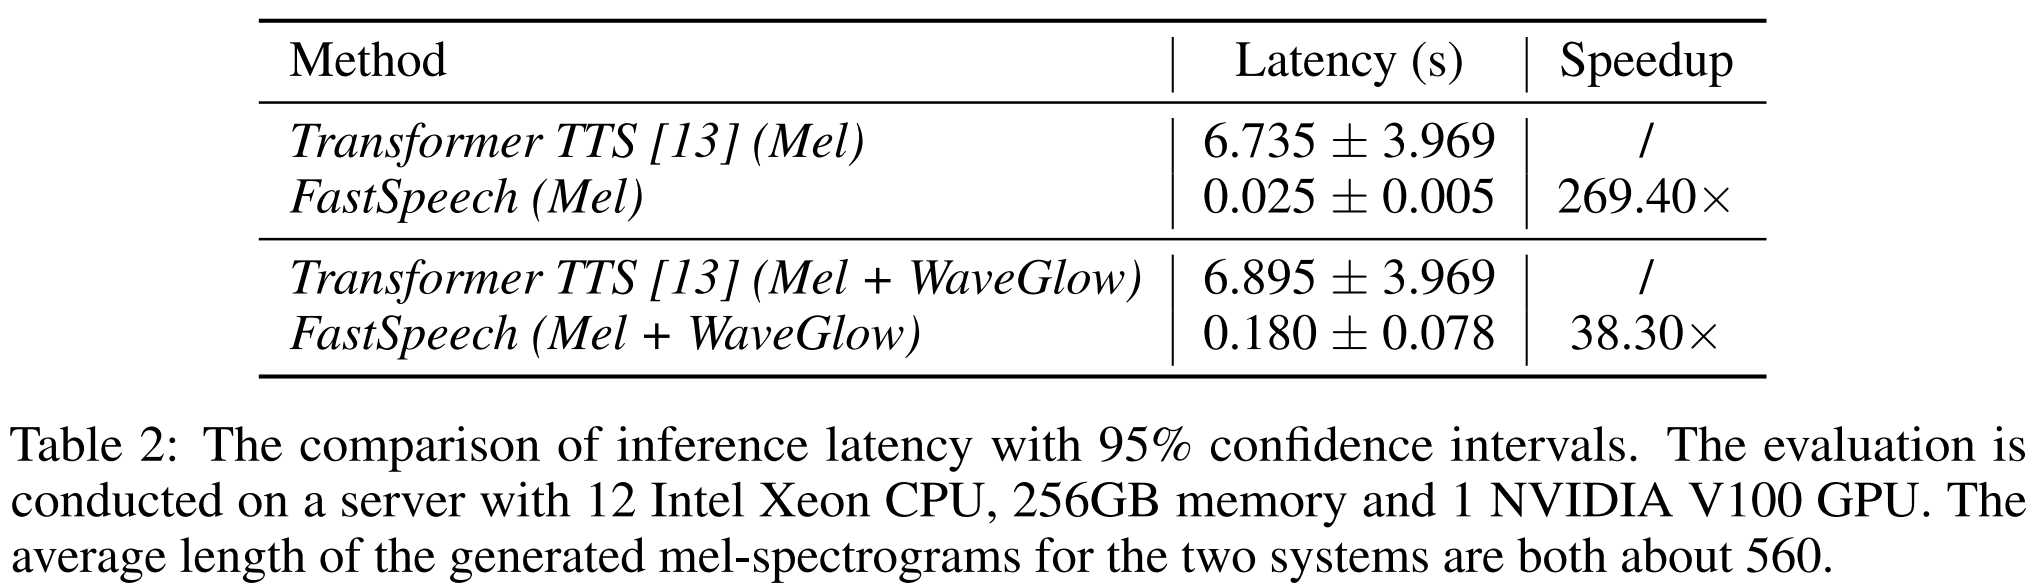 Method Latency (s) Speedup
Transformer TTS [13] (Mel) 6.735 ± 3.969 /
FastSpeech (Mel) 0.025 ± 0.005 269.40×
Transformer TTS [13] (Mel + WaveGlow) 6.895 ± 3.969 /
FastSpeech (Mel + WaveGlow) 0.180 ± 0.078 38.30×
Table 2: The comparison of inference latency with 95% confidence intervals. The evaluation is
conducted on a server with 12 Intel Xeon CPU, 256GB memory and 1 NVIDIA V100 GPU. The
average length of the generated mel-spectrograms for the two systems are both about 560.